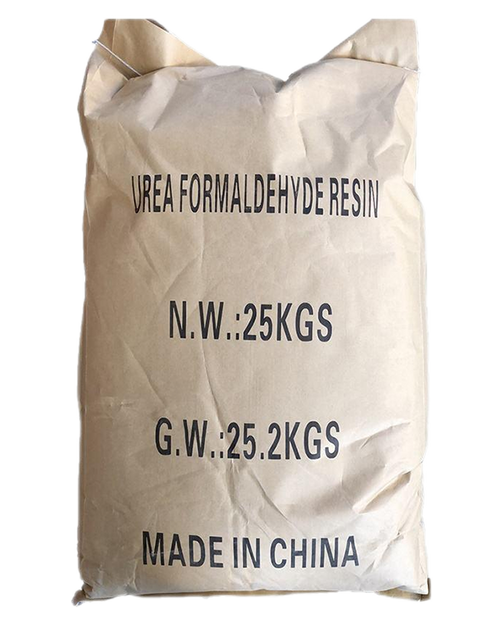 UREA FORMALDEHYDE RESIN
N.W.:25KGS
G.W.:25.2KGS
MADE IN CHINA